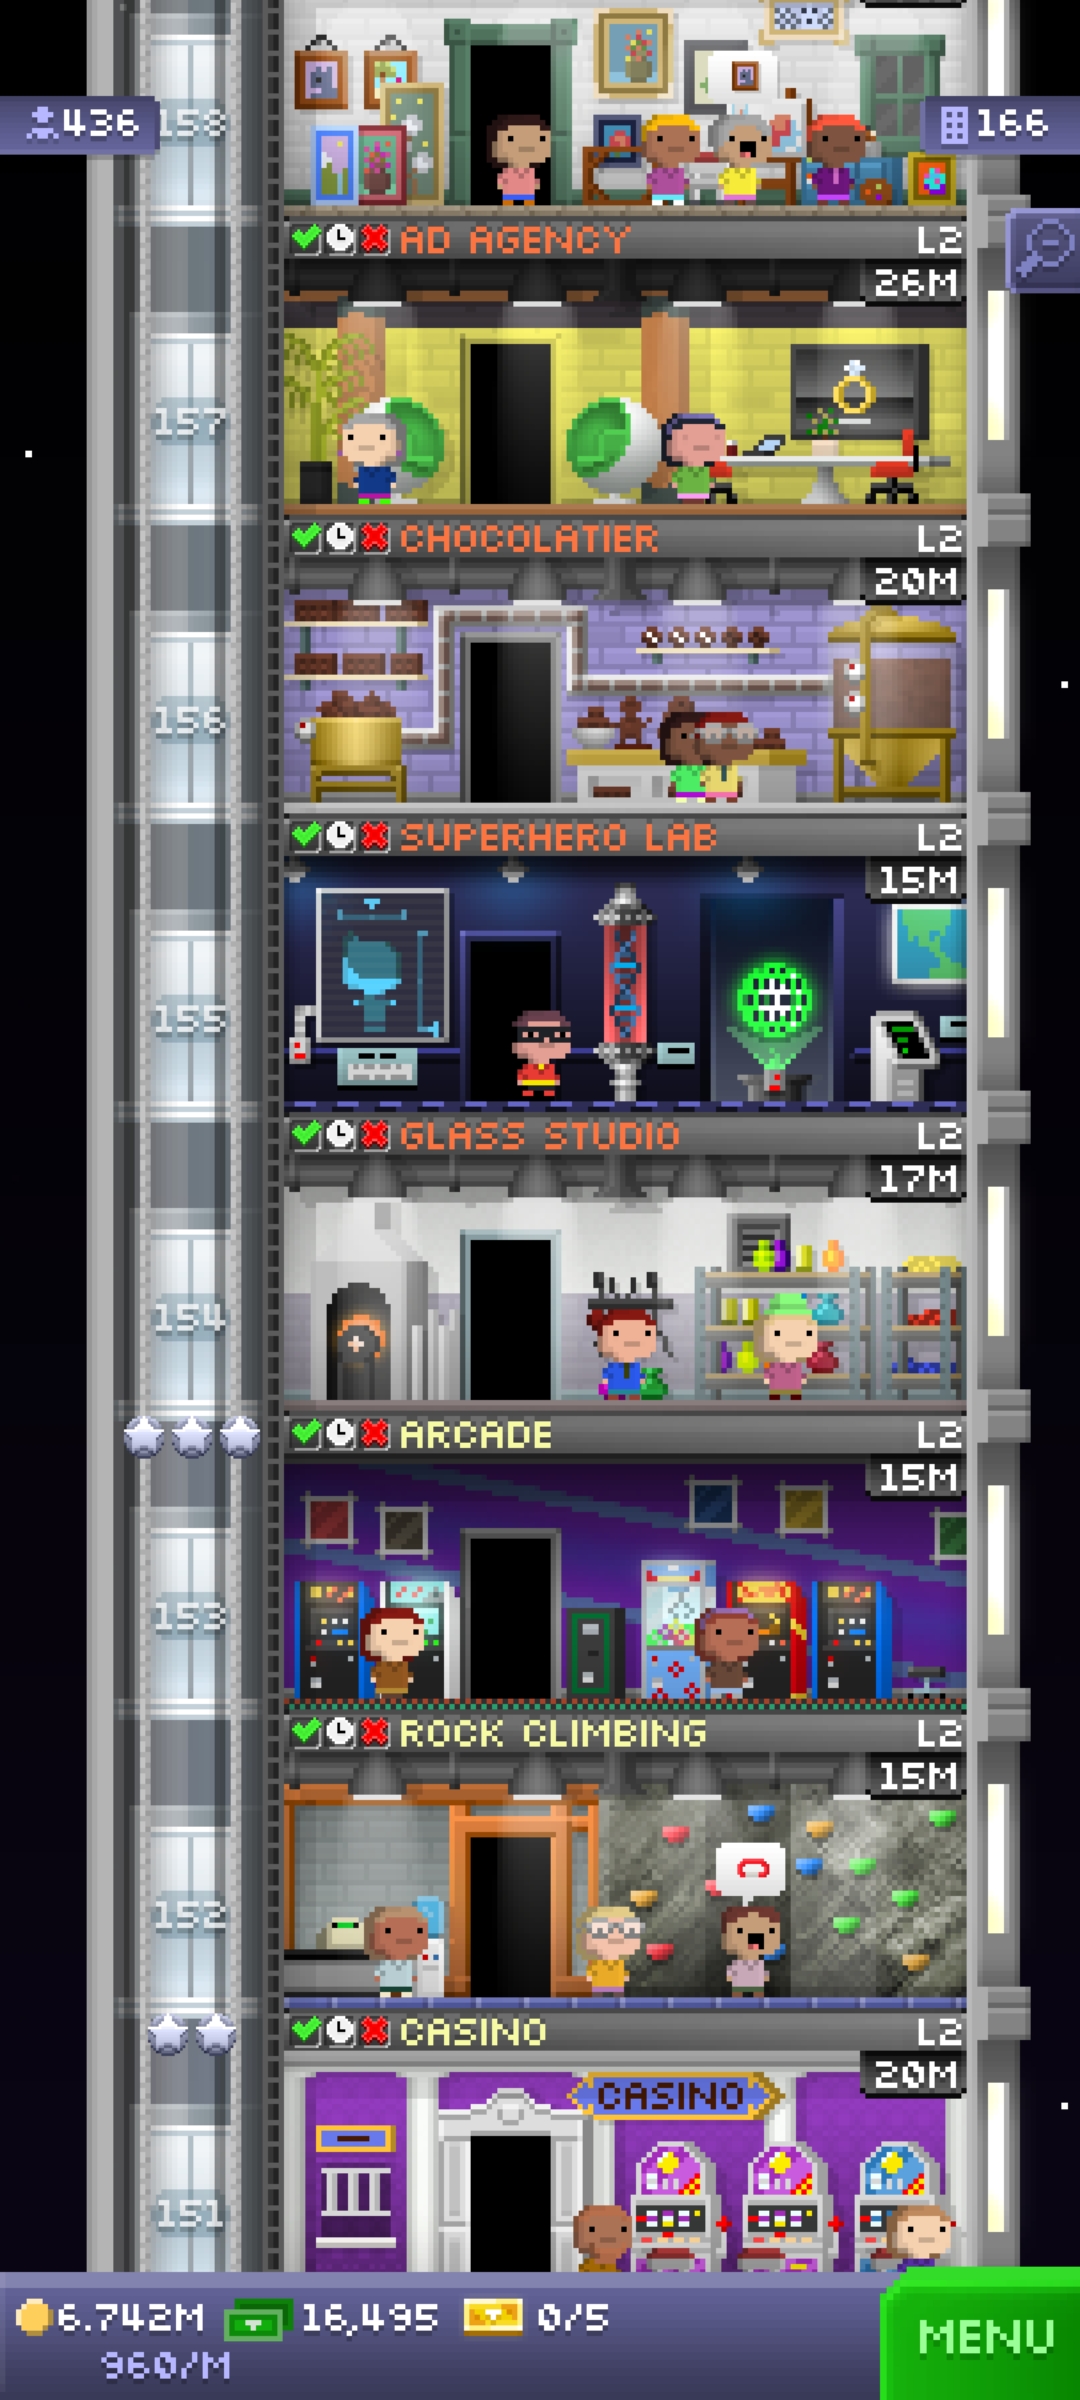 436
158
166
AD AGENCY
L2
26M
157
CHOCOLATIER
L2
20M
156
SUPERHERO LAB
L2
15M
155
GLASS STUDIO
L2
17M
154
ARCADE
L2
15M
153
ROCK CLIMBING
L2
15M
152
CASINO
L2
20M
CASINO
151
6.742M
16,495
0/5
960/M
MENU